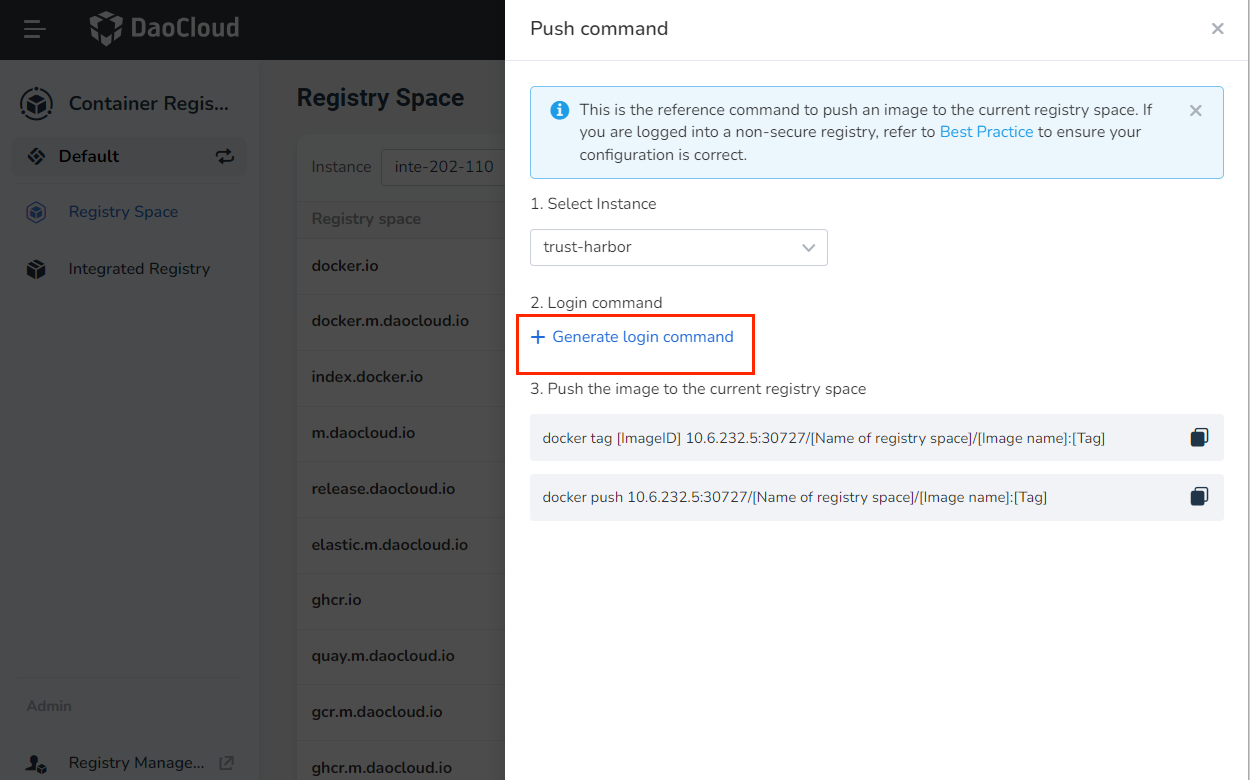 DaoCloud
Container Regis...
Default
Registry Space
Integrated Registry
Admin
Registry Manage...
Registry Space
Instance inte-202-110
Registry space
docker.io
docker.m.daocloud.io
index.docker.io
m.daocloud.io
release.daocloud.io
elastic.m.daocloud.io
ghcr.io
quay.m.daocloud.io
gcr.m.daocloud.io
ghcr.m.daocloud.io
Push command
This is the reference command to push an image to the current registry space. If
you are logged into a non-secure registry, refer to Best Practice to ensure your
configuration is correct.
1. Select Instance
trust-harbor
2. Login command
+ Generate login command
3. Push the image to the current registry space
docker tag [ImageID] 10.6.232.5:30727/[Name of registry space]/[Image name]:[Tag]
docker push 10.6.232.5:30727/[Name of registry space]/[Image name]:[Tag]